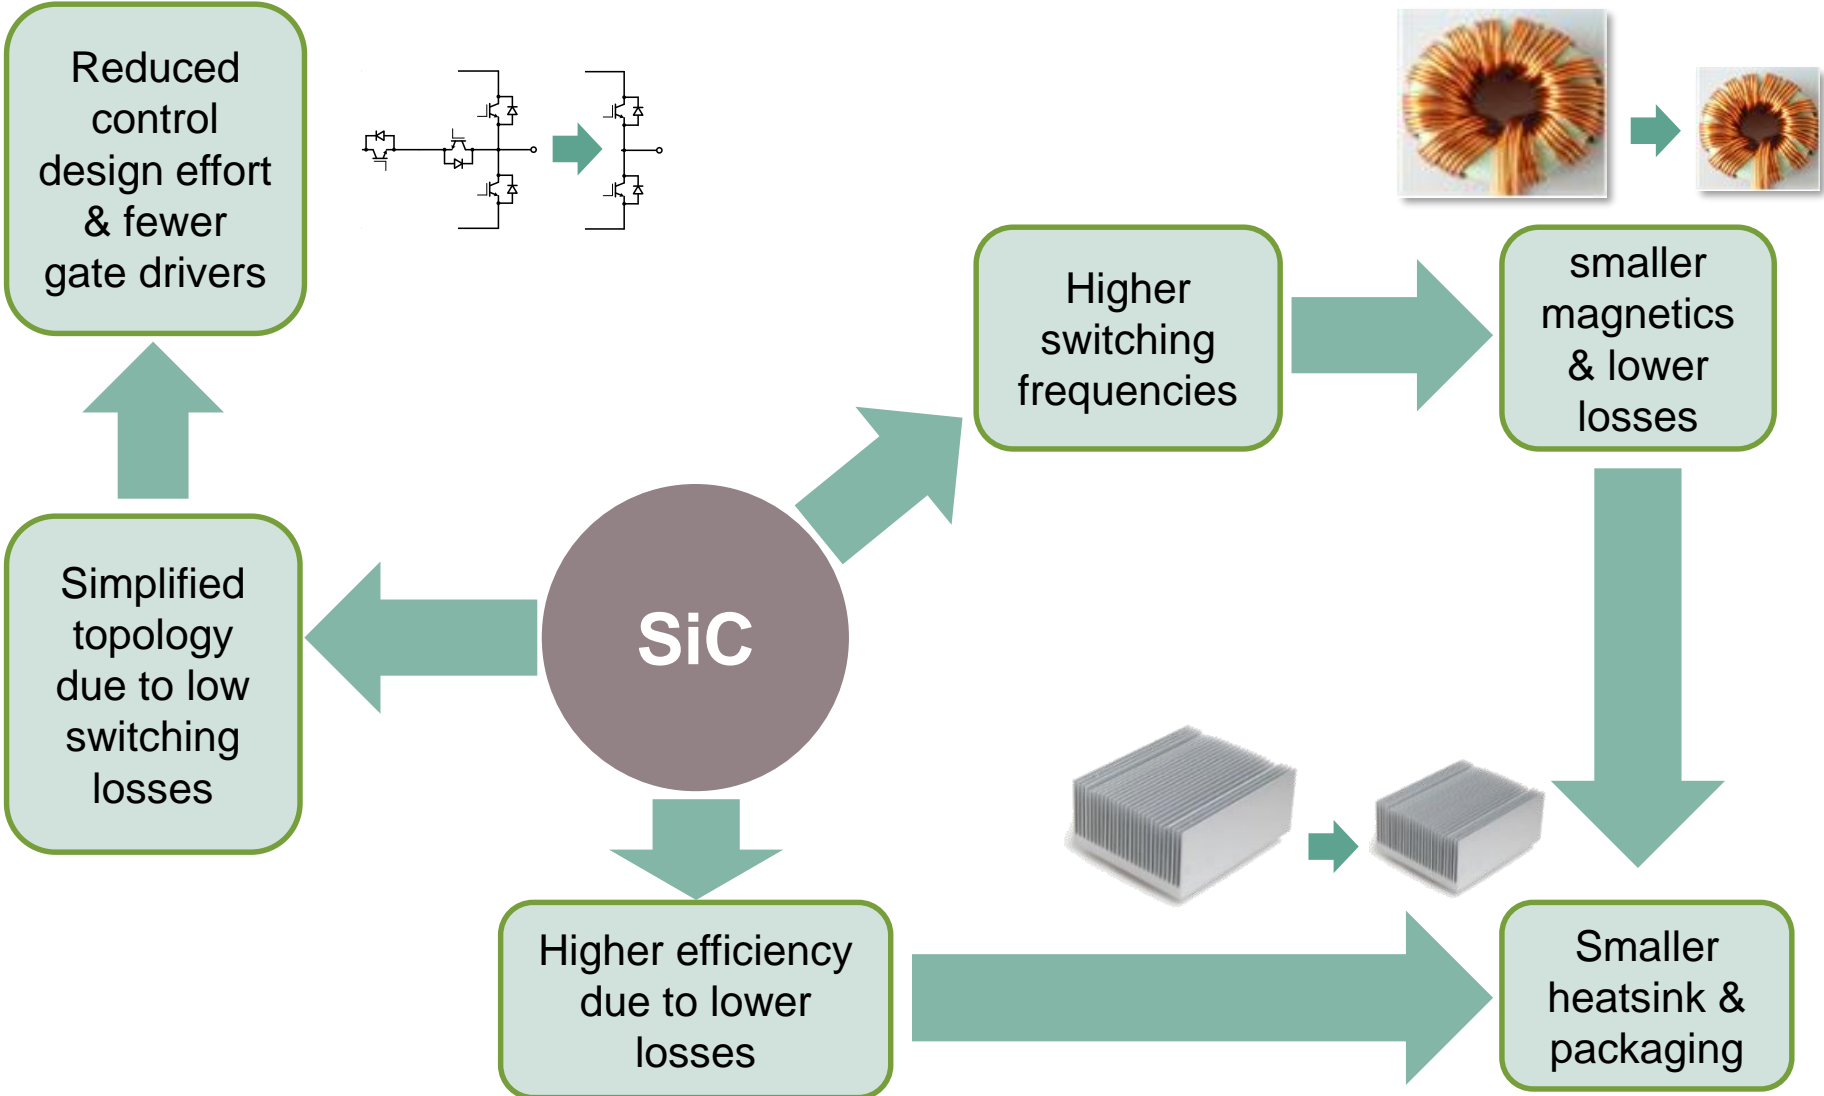 Reduced
control
design effort
& fewer
gate drivers
Higher
switching
frequencies
smaller
magnetics
& lower
losses
Simplified
topology
due to low
switching
losses
SiC
Higher efficiency
due to lower
losses
Smaller
heatsink &
packaging